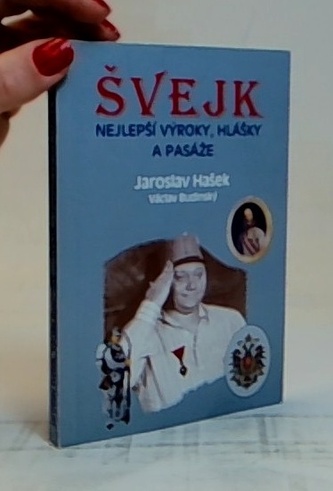 ŠVEJK
NEJLEPŠÍ VÝROKY, HLÁŠKY
A PASÁŽE
Jaroslav Hašek
Václav Budinský